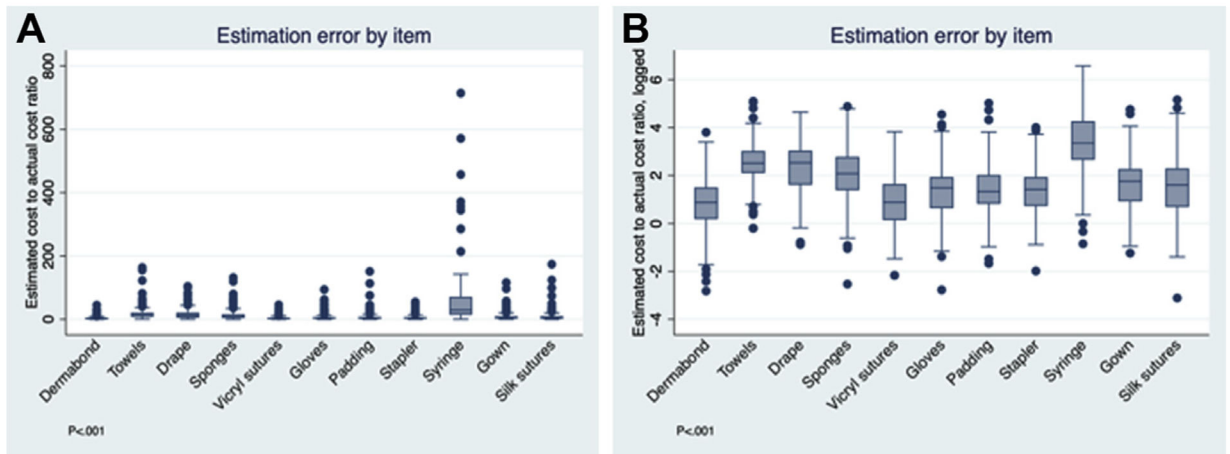 A
Estimation error by item
Estimated cost to actual cost ratio
800
600
400
200
0
Dermabond
Towels
Drape
Sponges
Vicryl sutures
Gloves
Padding
Stapler
Syringe
Gown
Silk sutures
P<.001
B
Estimation error by item
Estimated cost to actual cost ratio, logged
6
4
2
0
-2
-4
Dermabond
Towels
Drape
Sponges
Vicryl sutures
Gloves
Padding
Stapler
Syringe
Gown
Silk sutures
P<.001